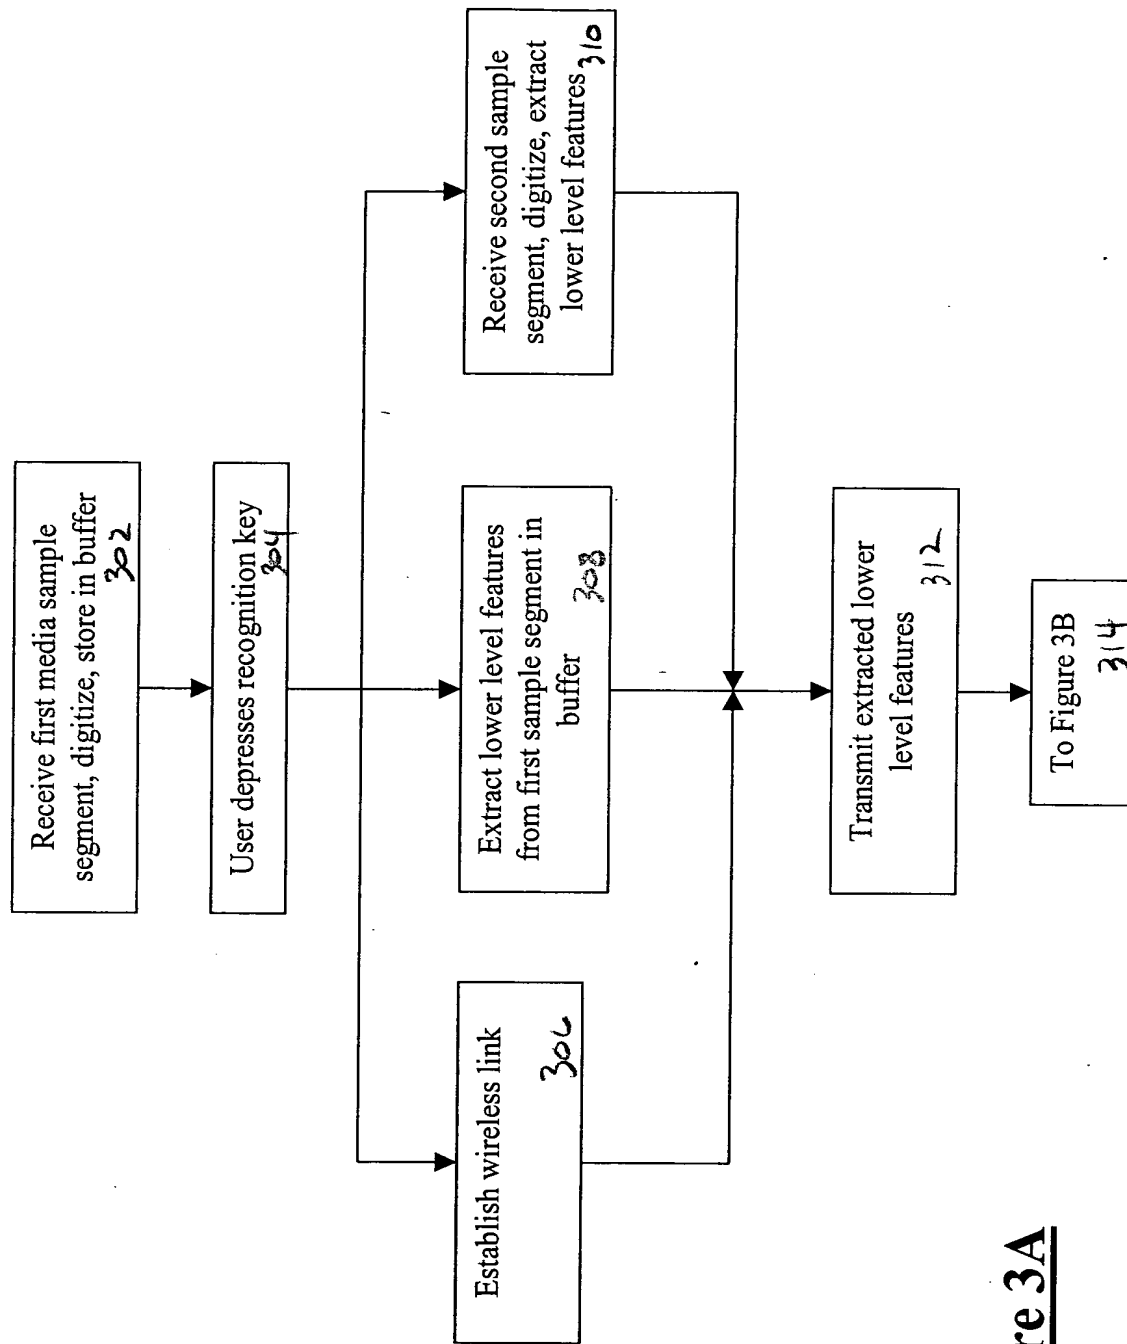 Receive first media sample
segment, digitize, store in buffer
302
User depresses recognition key
304
Establish wireless link
306
Extract lower level features
from first sample segment in
buffer
308
Receive second sample
segment, digitize, extract
lower level features
310
Transmit extracted lower
level features
312
To Figure 3B
314
re 3A